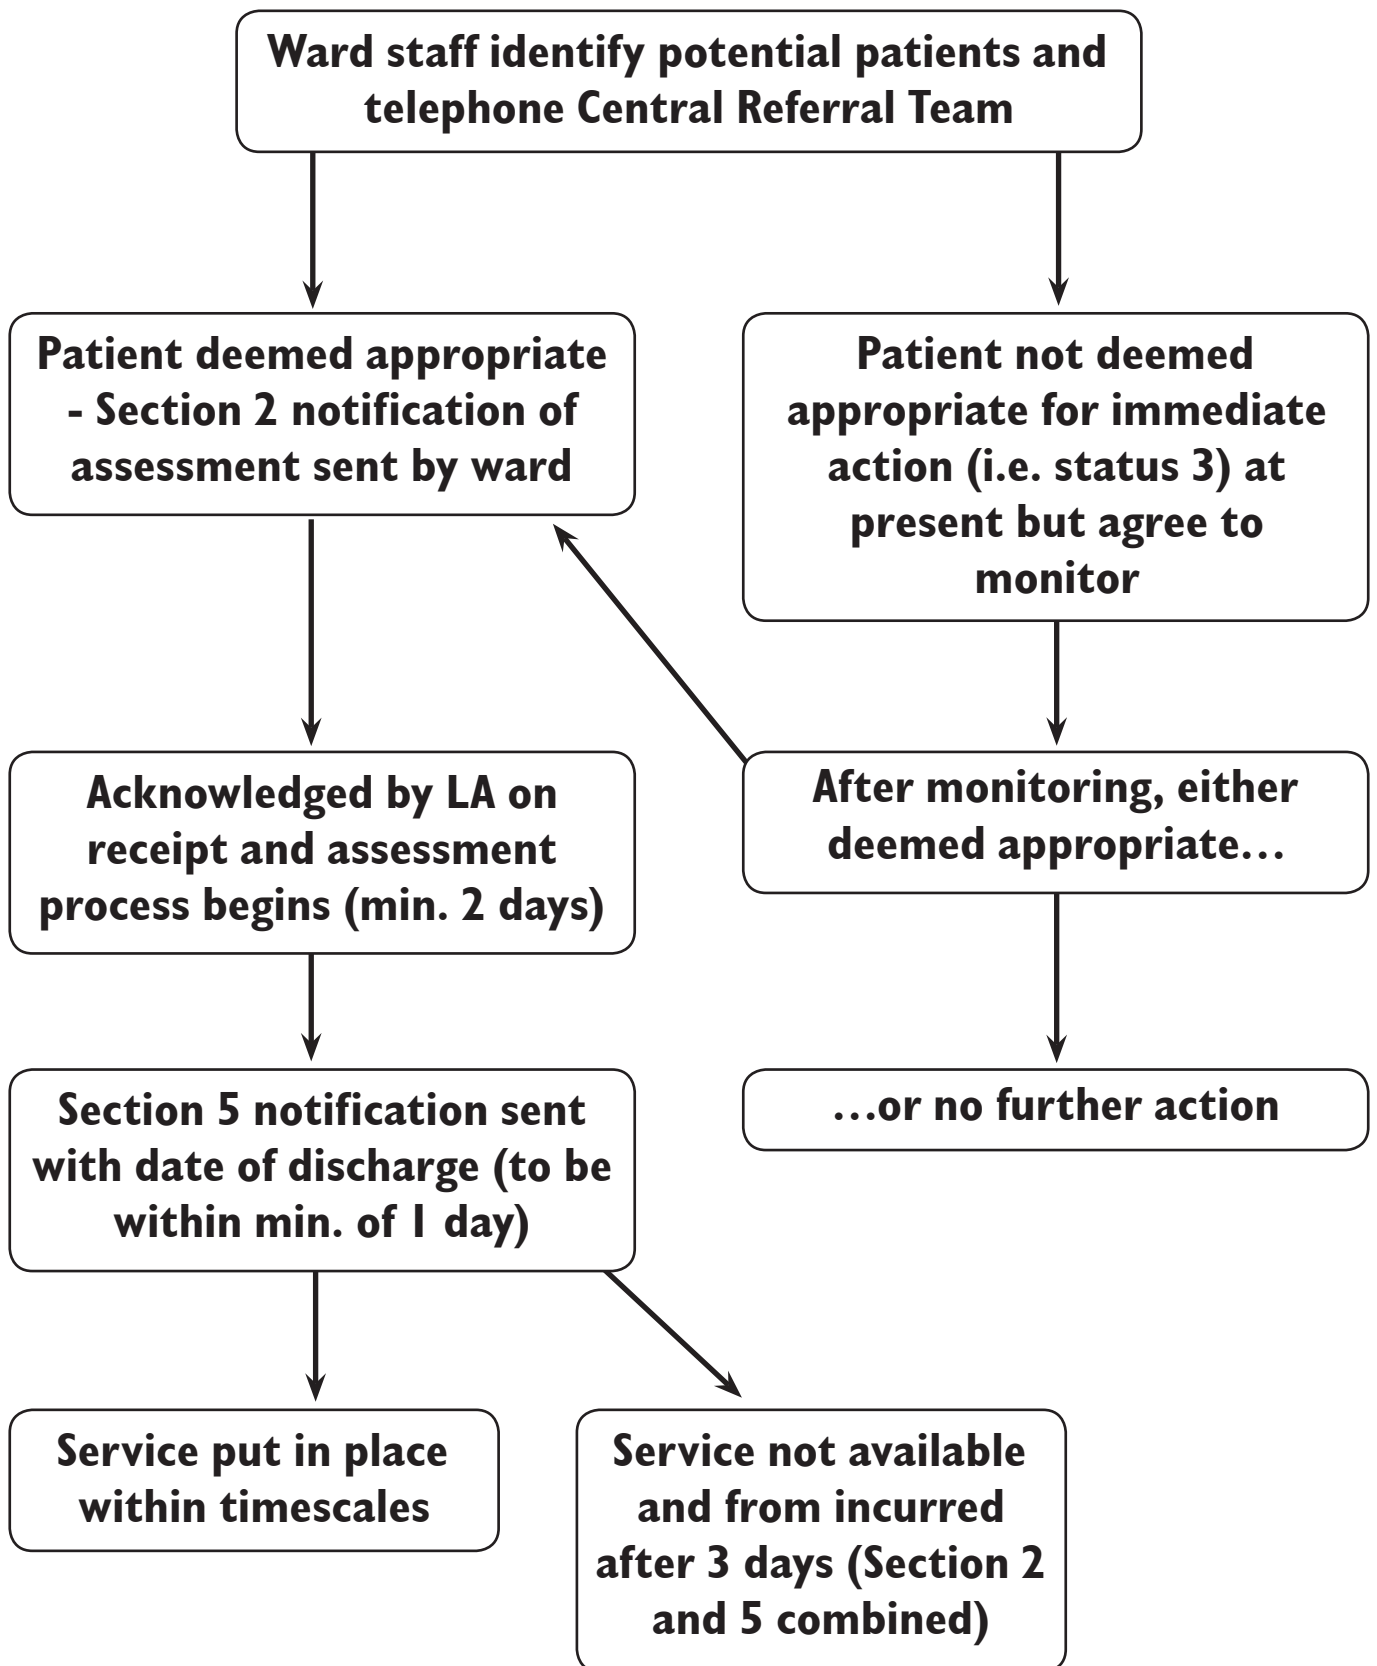 Ward staff identify potential patients and
telephone Central Referral Team
Patient deemed appropriate
- Section 2 notification of
assessment sent by ward
Patient not deemed
appropriate for immediate
action (i.e. status 3) at
present but agree to
monitor
Acknowledged by LA on
receipt and assessment
process begins (min. 2 days)
After monitoring, either
deemed appropriate…
Section 5 notification sent
with date of discharge (to be
within min. of 1 day)
…or no further action
Service put in place
within timescales
Service not available
and from incurred
after 3 days (Section 2
and 5 combined)